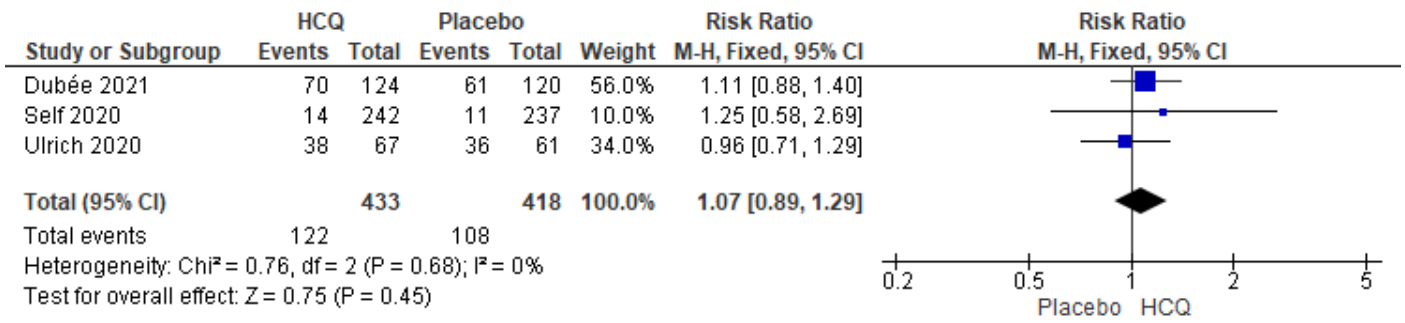 HCQ Placebo Risk Ratio Risk Ratio
Study or Subgroup Events Total Events Total Weight M-H, Fixed, 95% CI M-H, Fixed, 95% CI
Dubée 2021 70 124 61 120 56.0% 1.11 [0.88, 1.40]
Self 2020 14 242 11 237 10.0% 1.25 [0.58, 2.69]
Ulrich 2020 38 67 36 61 34.0% 0.96 [0.71, 1.29]
Total (95% CI) 433 418 100.0% 1.07 [0.89, 1.29]
Total events 122 108
Heterogeneity: Chi² = 0.76, df = 2 (P = 0.68); I² = 0%
Test for overall effect: Z = 0.75 (P = 0.45)
0.2 0.5 1 2 5
Placebo HCQ